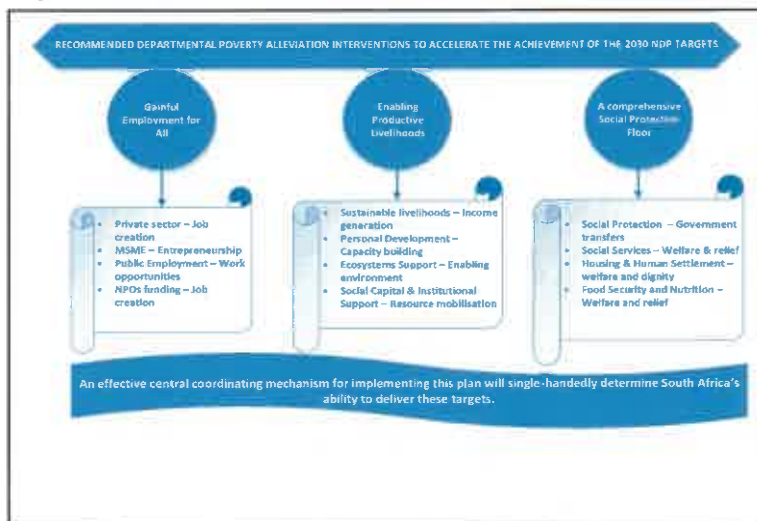 RECOMMENDED DEPARTMENTAL POVERTY ALLEVIATION INTERVENTIONS TO ACCELERATE THE ACHIEVEMENT OF THE 2030 NDP TARGETS
Gainful
Employment for
All
Enabling
Productive
Livelihoods
A comprehensive
Social Protection
Floor
• Private sector – Job
creation
• MSME – Entrepreneurship
• Public Employment – Work
opportunities
• NPOs funding – Job
creation
• Sustainable livelihoods – Income
generation
• Personal Development –
Capacity building
• Ecosystems Support – Enabling
environment
• Social Capital & Institutional
Support – Resource mobilisation
• Social Protection – Government
transfers
• Social Services – Welfare & relief
• Housing & Human Settlement –
welfare and dignity
• Food Security and Nutrition –
Welfare and relief
An effective central coordinating mechanism for implementing this plan will single-handedly determine South Africa's
ability to deliver these targets.